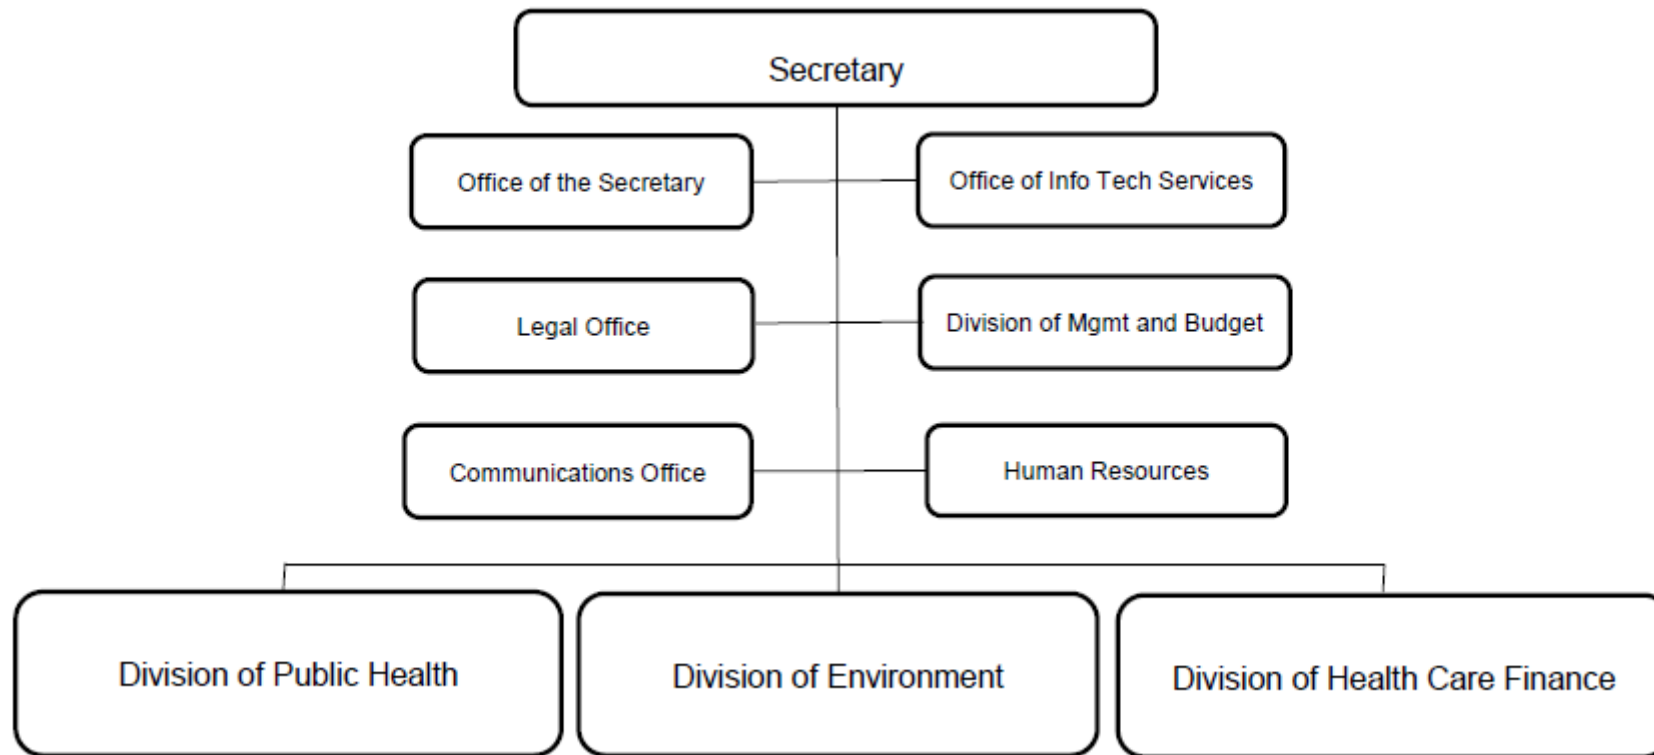 Secretary
Office of the Secretary
Office of Info Tech Services
Legal Office
Division of Mgmt and Budget
Communications Office
Human Resources
Division of Public Health
Division of Environment
Division of Health Care Finance